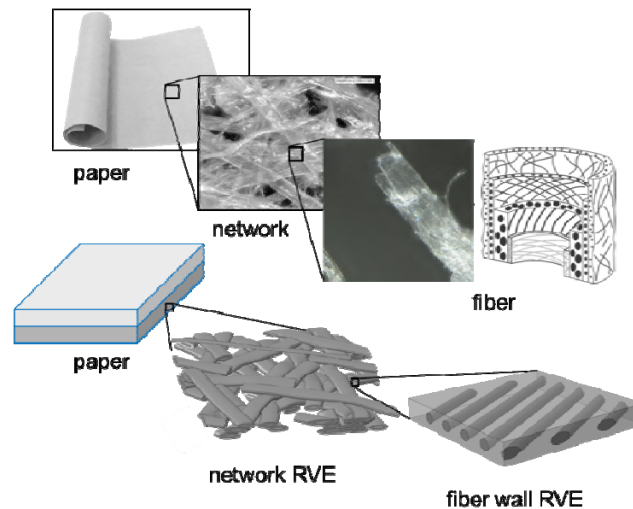 paper
network
fiber
paper
network RVE
fiber wall RVE